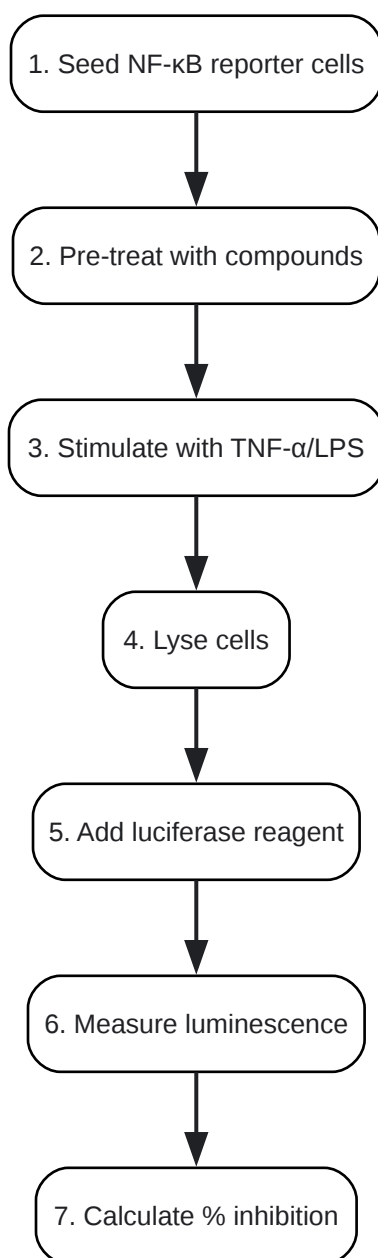 1. Seed NF-κB reporter cells
2. Pre-treat with compounds
3. Stimulate with TNF-α/LPS
4. Lyse cells
5. Add luciferase reagent
6. Measure luminescence
7. Calculate % inhibition